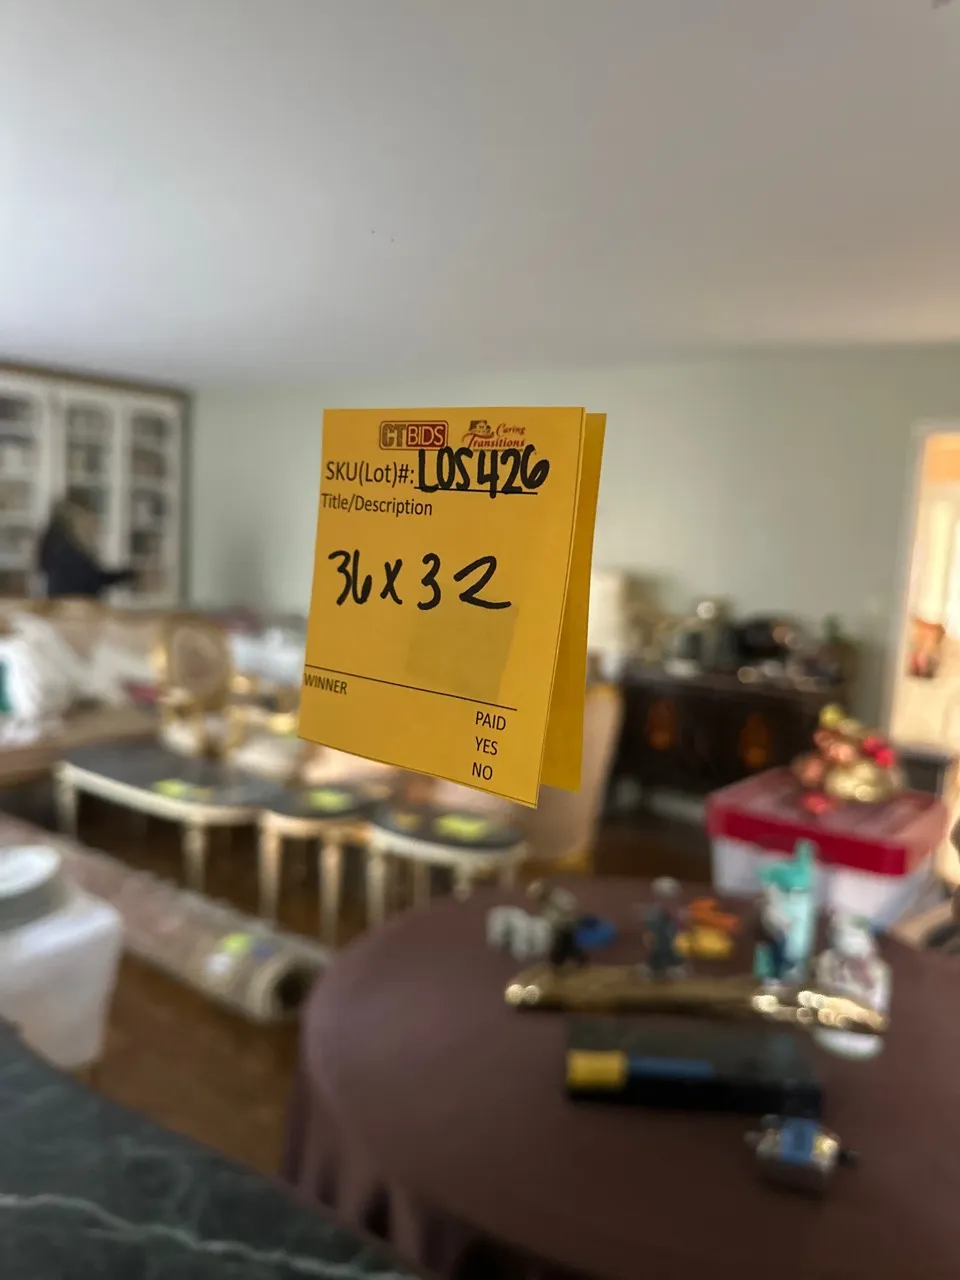 CTBIDS Caring Transitions
SKU(Lot)#: LOS426
Title/Description
36 x 32
WINNER
PAID
YES
NO